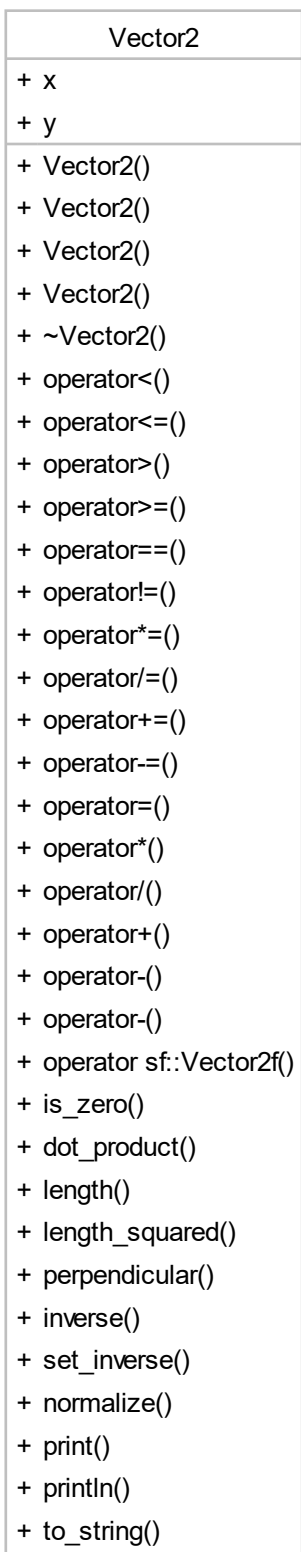 Vector2
+ x
+ y
+ Vector2()
+ Vector2()
+ Vector2()
+ Vector2()
+ ~Vector2()
+ operator<()
+ operator<=()
+ operator>()
+ operator>=()
+ operator==()
+ operator!=()
+ operator*=()
+ operator/=()
+ operator+=()
+ operator-=()
+ operator=()
+ operator*()
+ operator/()
+ operator+()
+ operator-()
+ operator-()
+ operator sf::Vector2f()
+ is_zero()
+ dot_product()
+ length()
+ length_squared()
+ perpendicular()
+ inverse()
+ set_inverse()
+ normalize()
+ print()
+ println()
+ to_string()